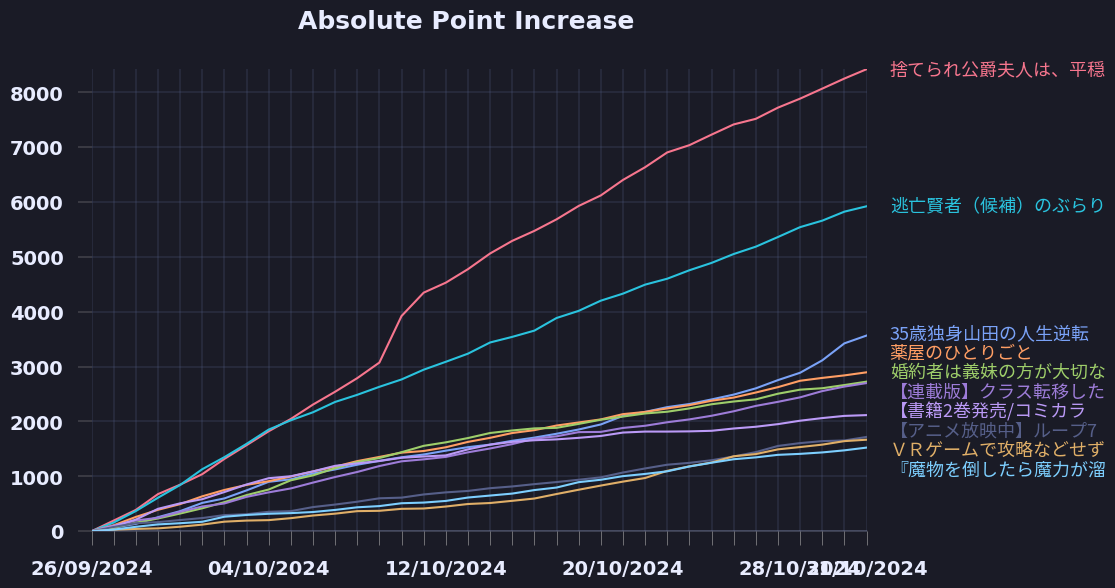 Absolute Point Increase
8000
7000
6000
5000
4000
3000
2000
1000
0
26/09/2024
04/10/2024
12/10/2024
20/10/2024
28/10/2024
31/10/2024
捨てられ公爵夫人は、平穏
逃亡賢者（候補）のぶらり
35歳独身山田の人生逆転
薬屋のひとりごと
婚約者は義妹の方が大切な
【連載版】クラス転移した
【書籍2巻発売/コミカラ
【アニメ放映中】ループ7
ＶＲゲームで攻略などせず
『魔物を倒したら魔力が溜